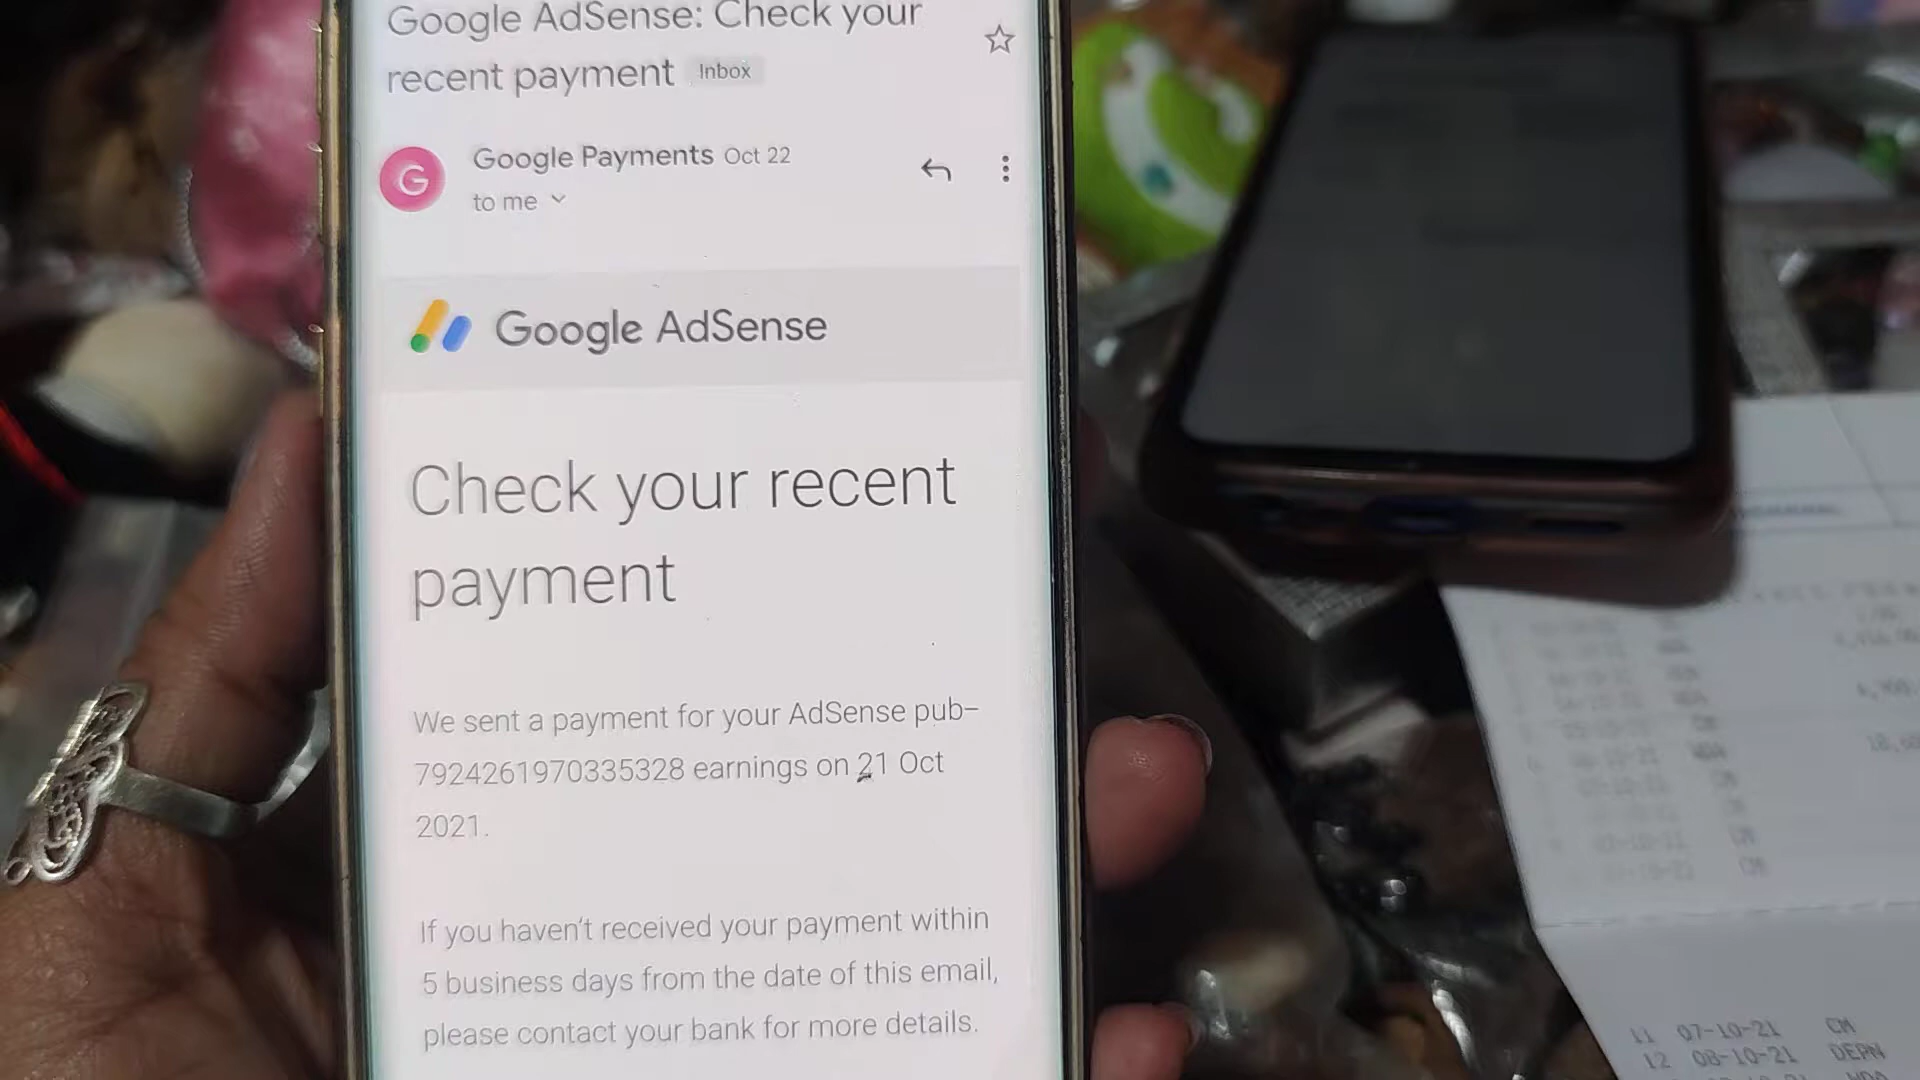 Google AdSense: Check your
recent payment Inbox
Google Payments Oct 22
to me
G
Google AdSense
Check your recent
payment
We sent a payment for your AdSense pub-
7924261970335328 earnings on 21 Oct
2021.
If you haven't received your payment within
5 business days from the date of this email,
please contact your bank for more details.
CM
CM
11 07-10-21 CM
12 08-10-21 DEPN